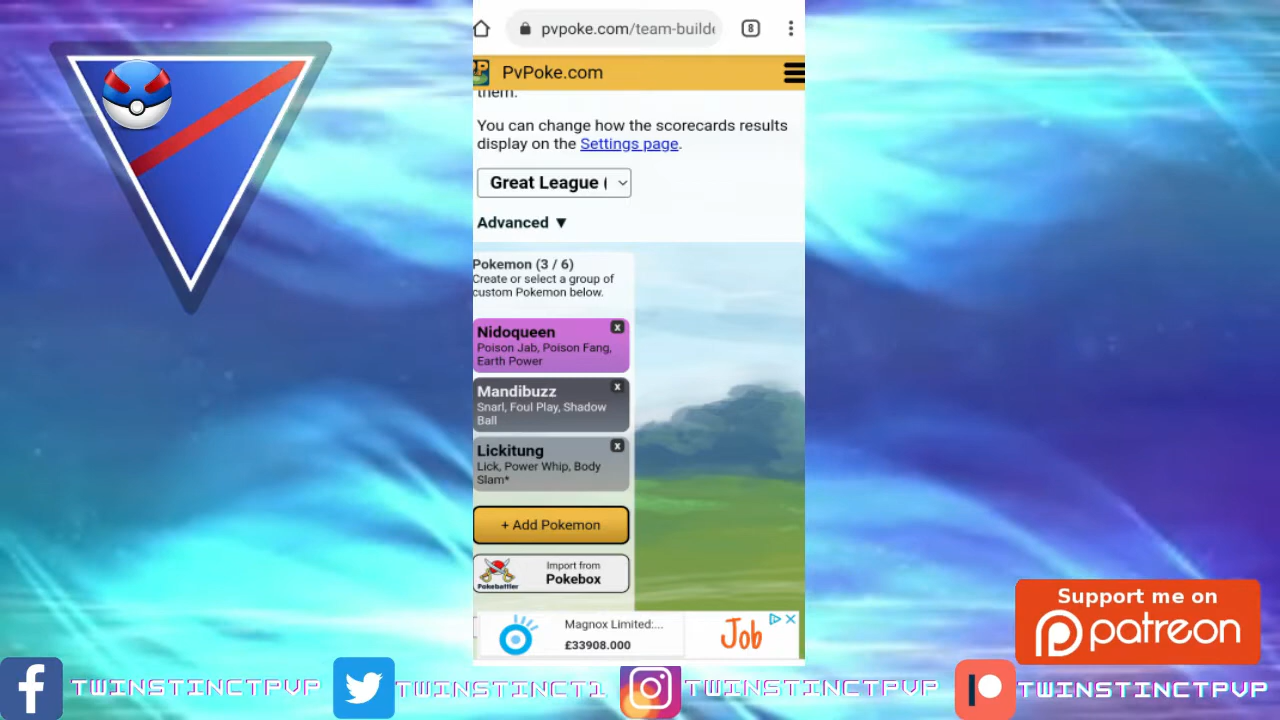 pvpoke.com/team-builde
8
PvPoke.com
them.
You can change how the scorecards results
display on the Settings page.
Great League (
Advanced ▼
Pokemon (3 / 6)
Create or select a group of
custom Pokemon below.
Nidoqueen
x
Poison Jab, Poison Fang,
Earth Power
Mandibuzz
x
Snarl, Foul Play, Shadow
Ball
Lickitung
x
Lick, Power Whip, Body
Slam*
+ Add Pokemon
Pokebattler
Import from
Pokebox
Magnox Limited:...
£33908.000
Job
Support me on
patreon
TWINSTINCTPVP
TWINSTINCT1
TWINSTINCTPVP
TWINSTINCTPVP